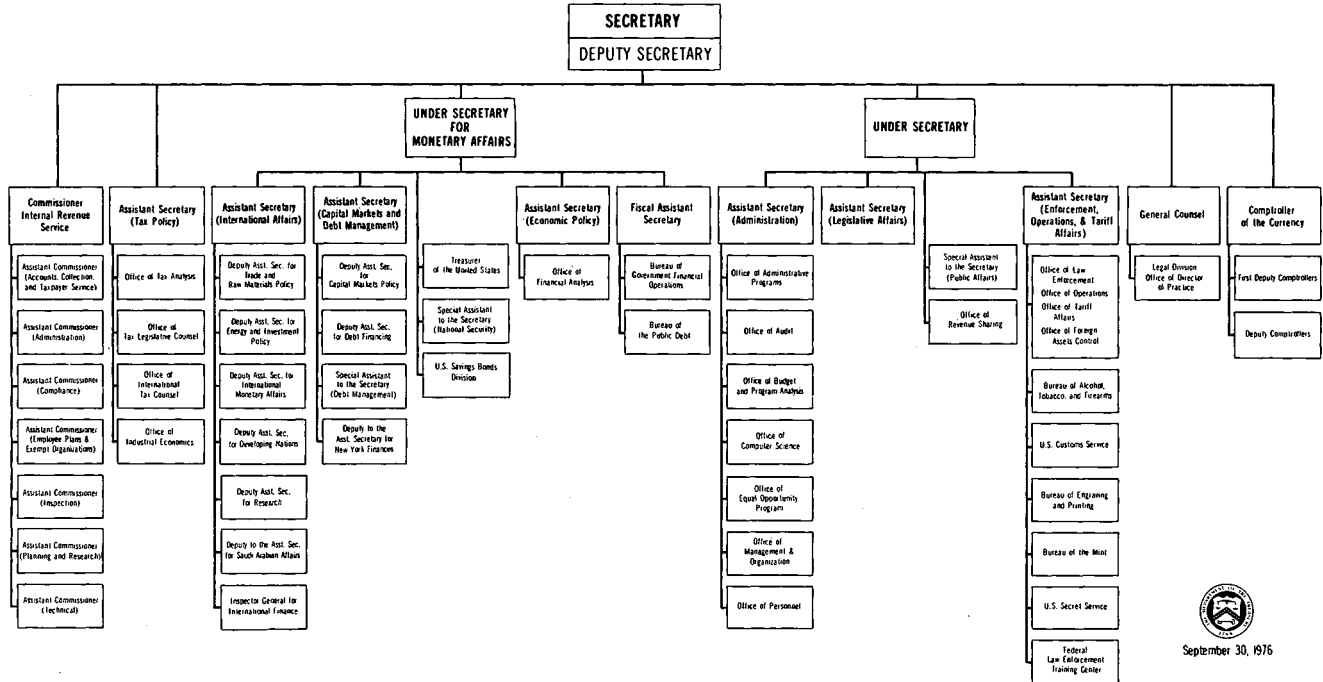 SECRETARY
DEPUTY SECRETARY
UNDER SECRETARY
FOR
MONETARY AFFAIRS
UNDER SECRETARY
Commissioner
Internal Revenue
Service
Assistant Secretary
(Tax Policy)
Assistant Secretary
(International Affairs)
Assistant Secretary
(Capital Markets and
Debt Management)
Assistant Secretary
(Economic Policy)
Fiscal Assistant
Secretary
Assistant Secretary
(Administration)
Assistant Secretary
(Legislative Affairs)
Assistant Secretary
(Enforcement,
Operations, & Tariff
Affairs)
General Counsel
Comptroller
of the Currency
Assistant Commissioner
(Accounts, Collection,
and Taxpayer Service)
Assistant Commissioner
(Administration)
Assistant Commissioner
(Compliance)
Assistant Commissioner
(Employee Plans &
Exempt Organizations)
Assistant Commissioner
(Inspection)
Assistant Commissioner
(Planning and Research)
Assistant Commissioner
(Technical)
Office of Tax Analysis
Office of
Tax Legislative Counsel
Office of
International
Tax Counsel
Office of
Industrial Economics
Deputy Asst. Sec. for
Trade and
Raw Materials Policy
Deputy Asst. Sec. for
Energy and Investment
Policy
Deputy Asst. Sec. for
International
Monetary Affairs
Deputy Asst. Sec.
for Developing Nations
Deputy Asst. Sec.
for Research
Deputy to the Asst. Sec.
for Saudi Arabian Affairs
Inspector General for
International Finance
Deputy Asst. Sec.
for
Capital Markets Policy
Deputy Asst. Sec.
for Debt Financing
Special Assistant
to the Secretary
(Debt Management)
Deputy to the
Asst. Secretary for
New York Finances
Treasurer
of the United States
Special Assistant
to the Secretary
(National Security)
U.S. Savings Bonds
Division
Office of
Financial Analysis
Bureau of
Government Financial
Operations
Bureau of
the Public Debt
Office of Administrative
Programs
Office of Audit
Office of Budget
and Program Analysis
Office of
Computer Science
Office of
Equal Opportunity
Program
Office of
Management &
Organization
Office of Personnel
Special Assistant
to the Secretary
(Public Affairs)
Office of
Revenue Sharing
Office of Law
Enforcement
Office of Operations
Office of Tariff
Affairs
Office of Foreign
Assets Control
Bureau of Alcohol,
Tobacco, and Firearms
U.S. Customs Service
Bureau of Engraving
and Printing
Bureau of the Mint
U.S. Secret Service
Federal
Law Enforcement
Training Center
Legal Division
Office of Director
of Practice
First Deputy Comptrollers
Deputy Comptrollers
THE DEPARTMENT OF THE TREASURY
1789
September 30, 1976